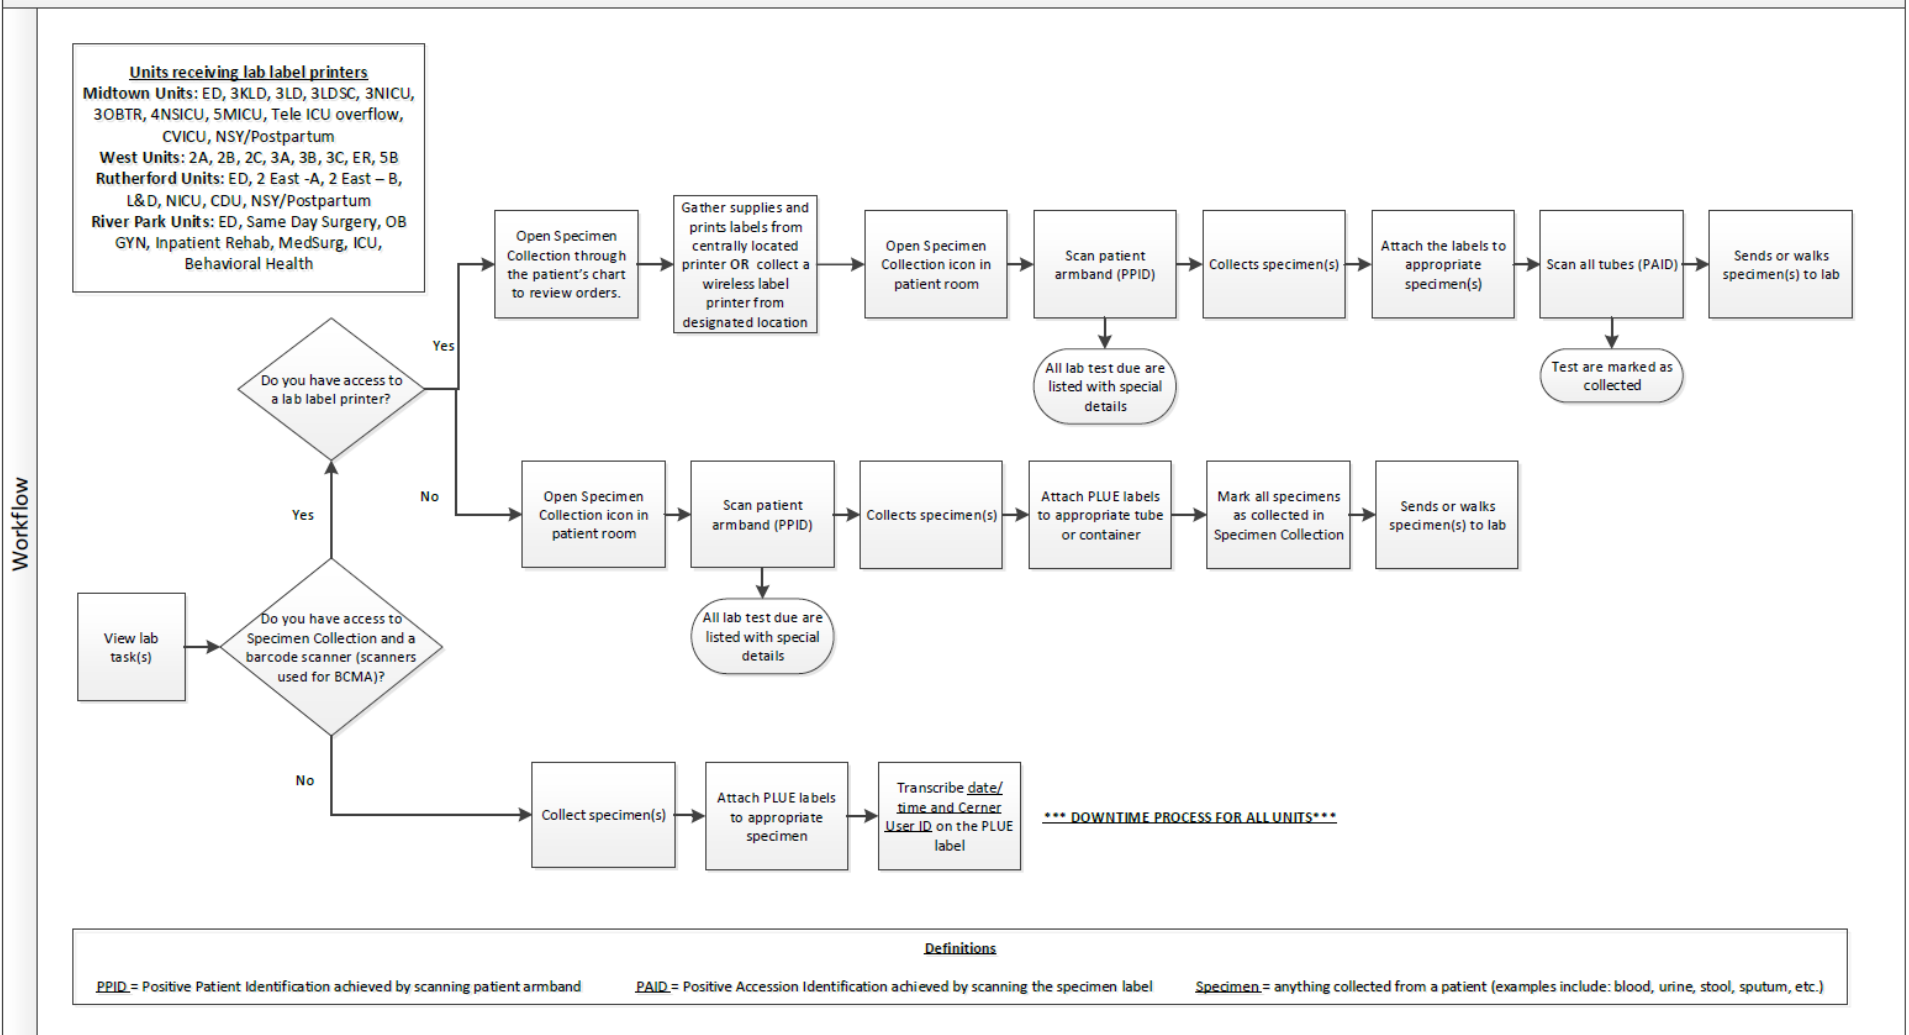 Workflow
Units receiving lab label printers
Midtown Units: ED, 3KLD, 3LD, 3LDSC, 3NICU,
3OBTR, 4NSICU, 5MICU, Tele ICU overflow,
CVICU, NSY/Postpartum
West Units: 2A, 2B, 2C, 3A, 3B, 3C, ER, 5B
Rutherford Units: ED, 2 East -A, 2 East – B,
L&D, NICU, CDU, NSY/Postpartum
River Park Units: ED, Same Day Surgery, OB
GYN, Inpatient Rehab, MedSurg, ICU,
Behavioral Health
Open Specimen
Collection through
the patient's chart
to review orders.
Gather supplies and
prints labels from
centrally located
printer OR collect a
wireless label
printer from
designated location
Open Specimen
Collection icon in
patient room
Scan patient
armband (PPID)
Collects specimen(s)
Attach the labels to
appropriate
specimen(s)
Scan all tubes (PAID)
Sends or walks
specimen(s) to lab
All lab test due are
listed with special
details
Test are marked as
collected
Yes
Do you have access to
a lab label printer?
No
Open Specimen
Collection icon in
patient room
Scan patient
armband (PPID)
Collects specimen(s)
Attach PLUE labels
to appropriate tube
or container
Mark all specimens
as collected in
Specimen Collection
Sends or walks
specimen(s) to lab
All lab test due are
listed with special
details
Yes
View lab
task(s)
Do you have access to
Specimen Collection and a
barcode scanner (scanners
used for BCMA)?
No
Collect specimen(s)
Attach PLUE labels
to appropriate
specimen
Transcribe date/
time and Cerner
User ID on the PLUE
label
*** DOWNTIME PROCESS FOR ALL UNITS***
Definitions
PPID = Positive Patient Identification achieved by scanning patient armband
PAID = Positive Accession Identification achieved by scanning the specimen label
Specimen = anything collected from a patient (examples include: blood, urine, stool, sputum, etc.)